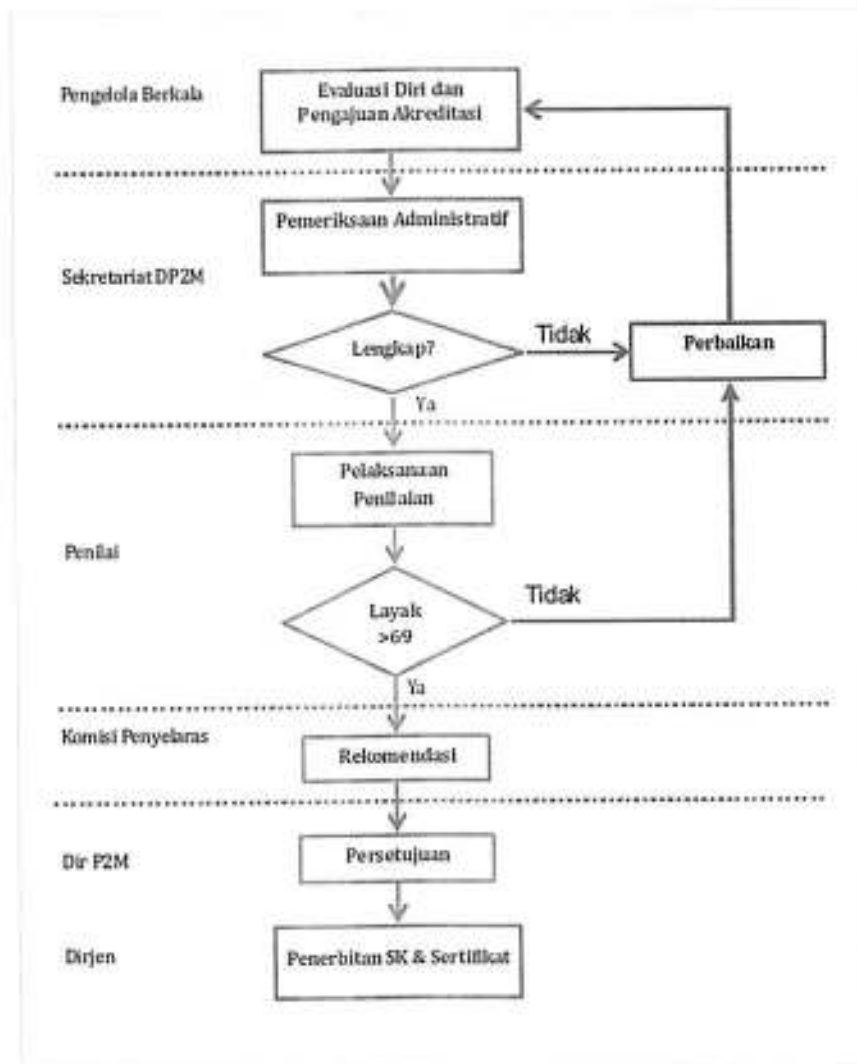 Pengelola Berkala
Evaluasi Diri dan
Pengajuan Akreditasi
Pemeriksaan Administratif
Sekretariat DP2M
Lengkap?
Tidak
Perbaikan
Ya
Pelaksanaan
Penilaian
Penilai
Layak
>69
Tidak
Ya
Komisi Penyelaras
Rekomendasi
Dir P2M
Persetujuan
Dirjen
Penerbitan SK & Sertifikat